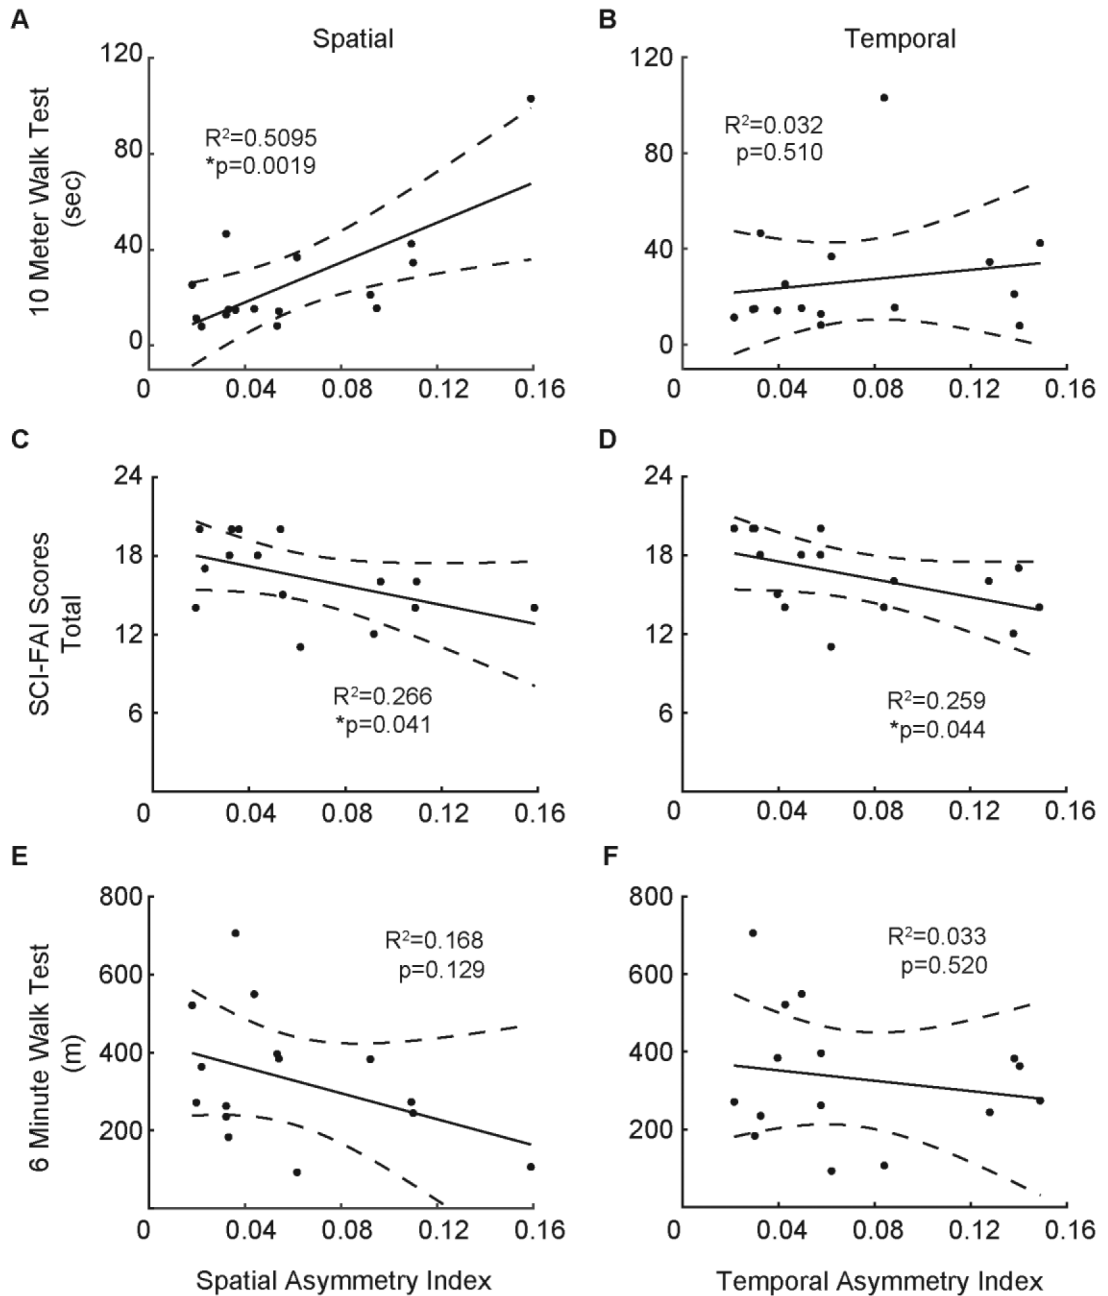 A
Spatial
10 Meter Walk Test
(sec)
120
80
40
0
R²=0.5095
*p=0.0019
0 0.04 0.08 0.12 0.16
B
Temporal
120
80
40
0
R²=0.032
p=0.510
0 0.04 0.08 0.12 0.16
C
SCI-FAI Scores
Total
24
18
12
6
R²=0.266
*p=0.041
0 0.04 0.08 0.12 0.16
D
24
18
12
6
R²=0.259
*p=0.044
0 0.04 0.08 0.12 0.16
E
6 Minute Walk Test
(m)
800
600
400
200
R²=0.168
p=0.129
0 0.04 0.08 0.12 0.16
Spatial Asymmetry Index
F
800
600
400
200
R²=0.033
p=0.520
0 0.04 0.08 0.12 0.16
Temporal Asymmetry Index